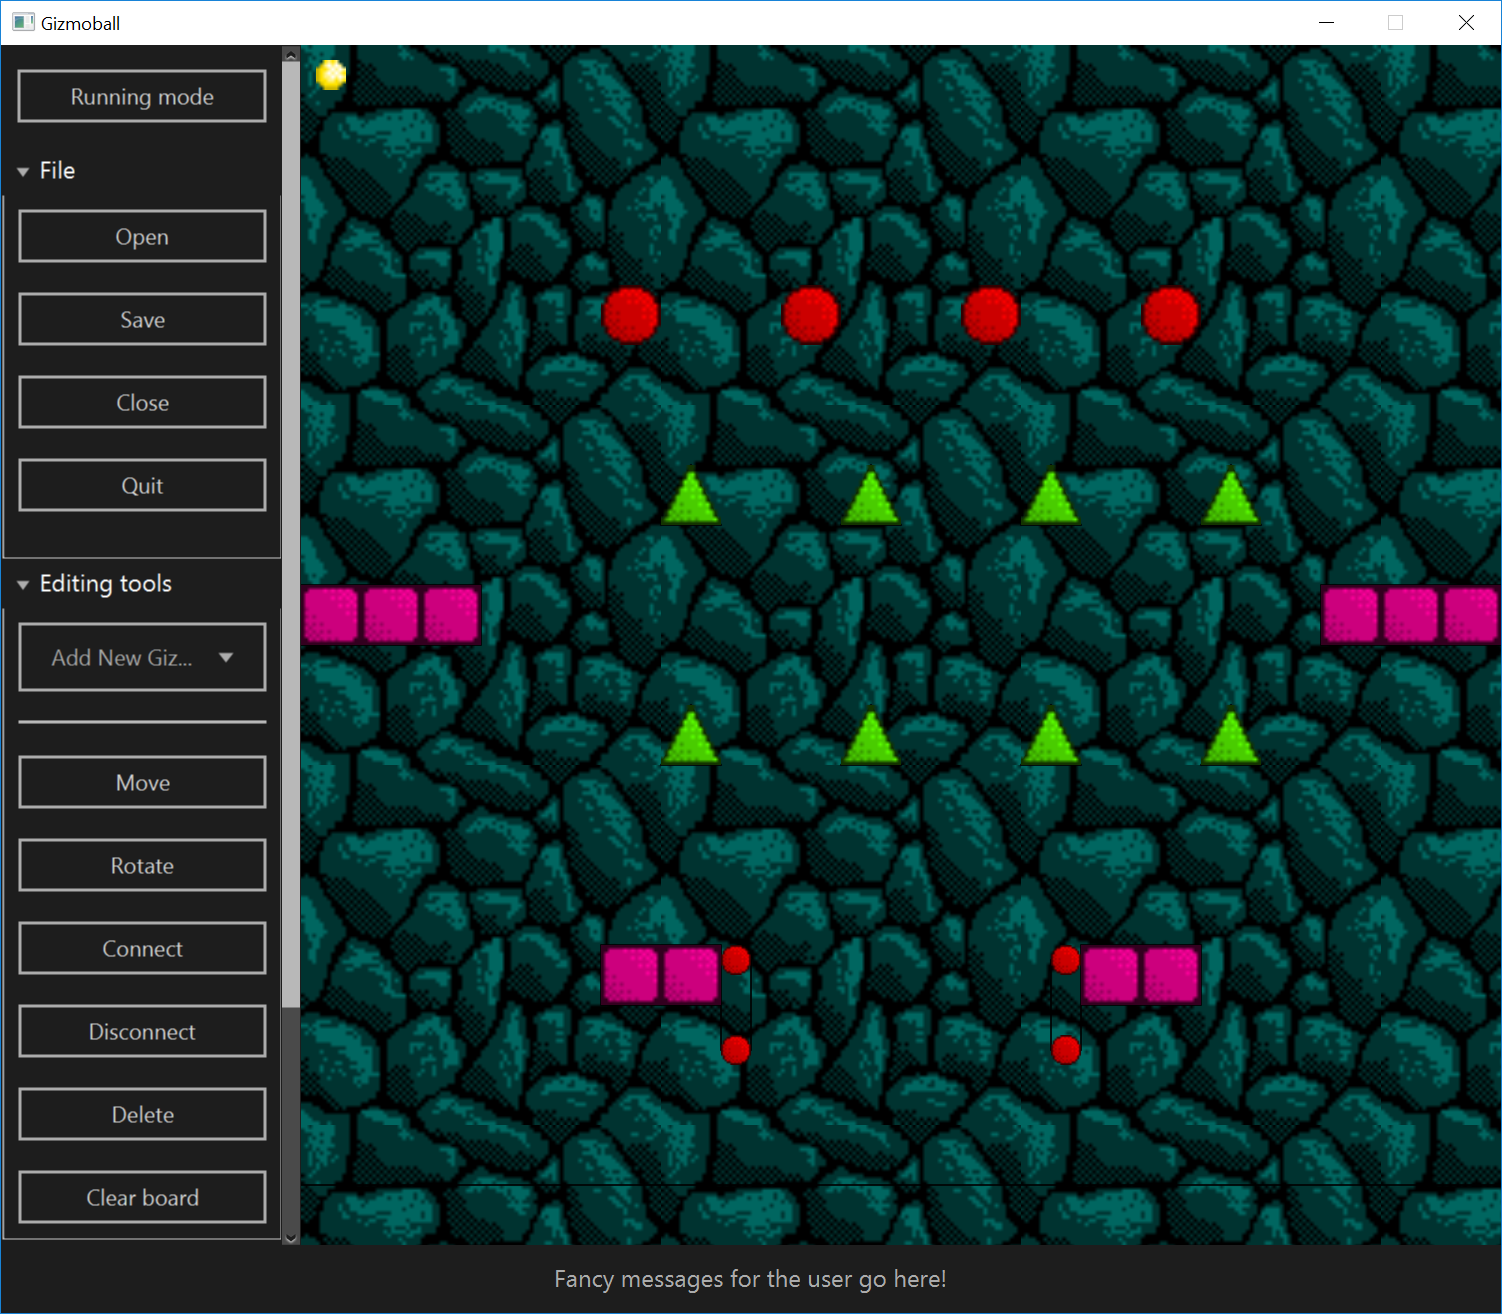 Gizmoball
Running mode
File
Open
Save
Close
Quit
Editing tools
Add New Giz...
Move
Rotate
Connect
Disconnect
Delete
Clear board
Fancy messages for the user go here!